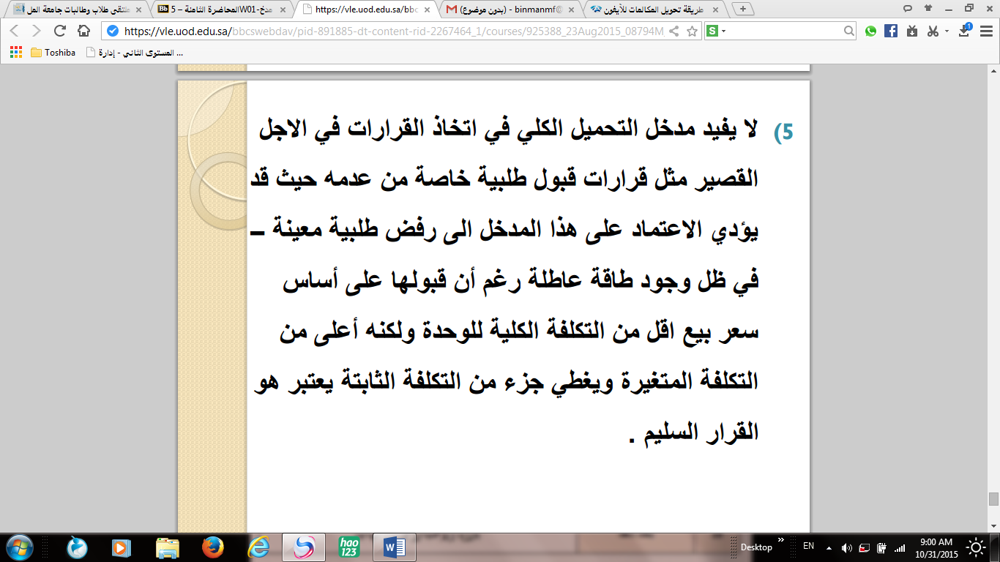 ملتقى طلاب وطالبات جامعة المل
المحاضرة الثامنة – 5W01-مدخ
https://vle.uod.edu.sa/bbc
(بدون موضوع) - binmanmf@
طريقة تحويل المكالمات للآيفون
https://vle.uod.edu.sa/bbcswebdav/pid-891885-dt-content-rid-2267464_1/courses/925388_23Aug2015_08794M
Toshiba
المستوى الثاني - إدارة ...
5) لا يفيد مدخل التحميل الكلي في اتخاذ القرارات في الاجل
القصير مثل قرارات قبول طلبية خاصة من عدمه حيث قد
يؤدي الاعتماد على هذا المدخل الى رفض طلبية معينة –
في ظل وجود طاقة عاطلة رغم أن قبولها على أساس
سعر بيع اقل من التكلفة الكلية للوحدة ولكنه أعلى من
التكلفة المتغيرة ويغطي جزء من التكلفة الثابتة يعتبر هو
القرار السليم .
hao
123
Desktop
EN
9:00 AM
10/31/2015